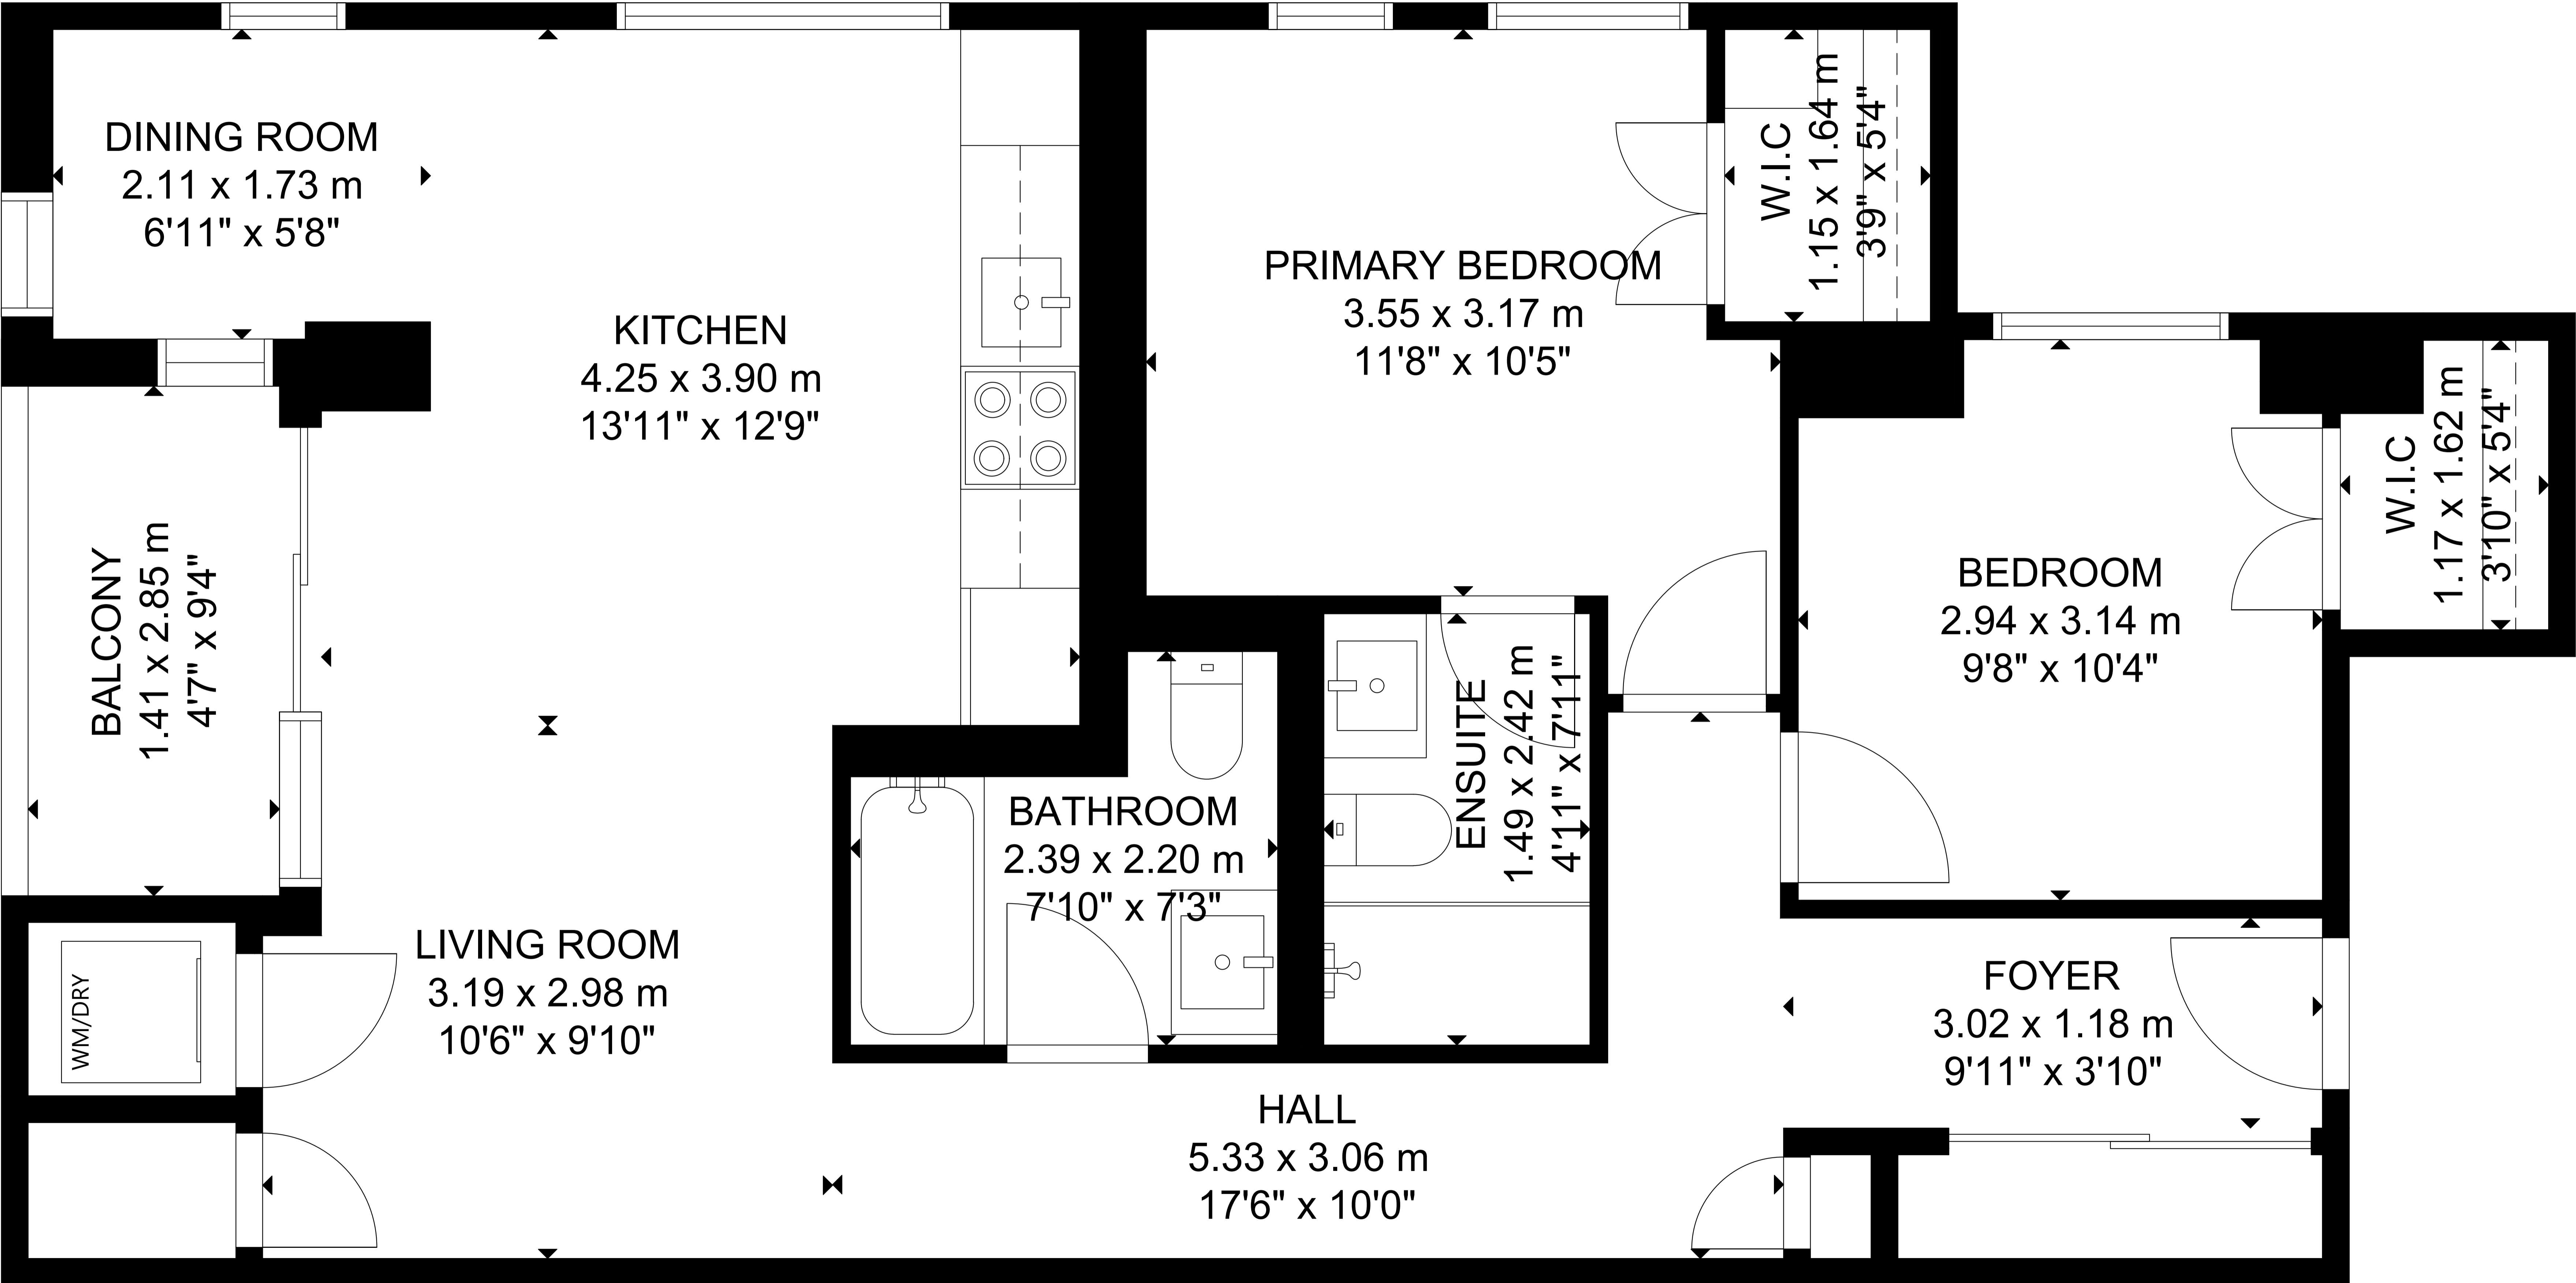 DINING ROOM
2.11 x 1.73 m
6'11" x 5'8"
KITCHEN
4.25 x 3.90 m
13'11" x 12'9"
PRIMARY BEDROOM
3.55 x 3.17 m
11'8" x 10'5"
W.I.C
1.15 x 1.64 m
3'9" x 5'4"
W.I.C
1.17 x 1.62 m
3'10" x 5'4"
BEDROOM
2.94 x 3.14 m
9'8" x 10'4"
BALCONY
1.41 x 2.85 m
4'7" x 9'4"
BATHROOM
2.39 x 2.20 m
7'10" x 7'3"
ENSUITE
1.49 x 2.42 m
4'11" x 7'11"
LIVING ROOM
3.19 x 2.98 m
10'6" x 9'10"
WM/DRY
FOYER
3.02 x 1.18 m
9'11" x 3'10"
HALL
5.33 x 3.06 m
17'6" x 10'0"